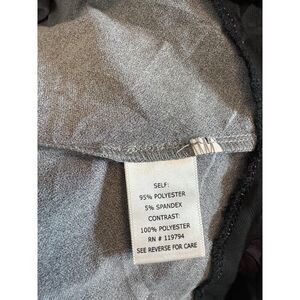 SELF:
95% POLYESTER
5% SPANDEX
CONTRAST:
100% POLYESTER
RN # 119794
SEE REVERSE FOR CARE